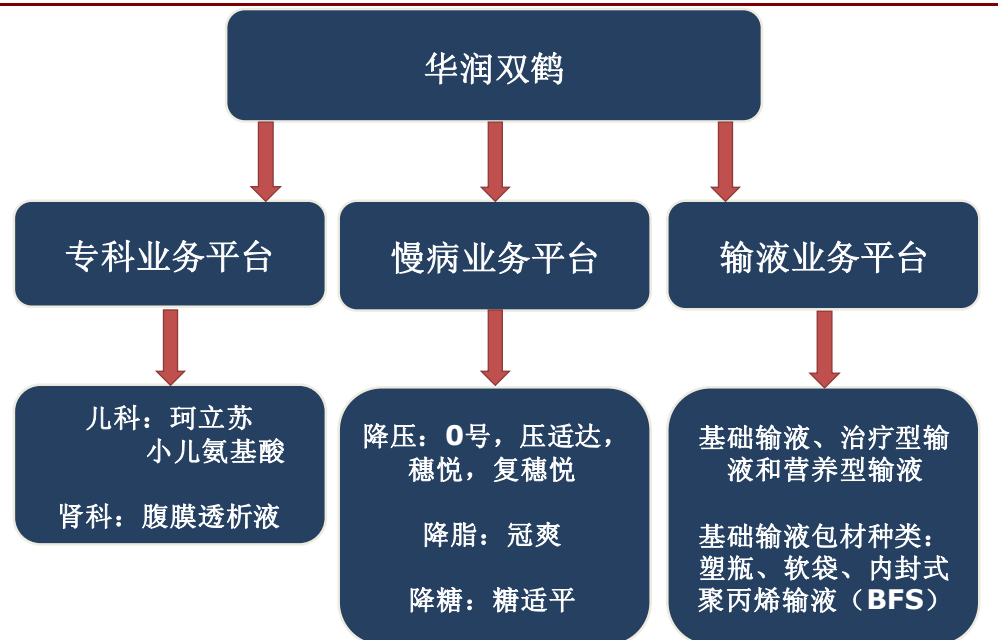 华润双鹤
专科业务平台
慢病业务平台
输液业务平台
儿科：珂立苏
小儿氨基酸
肾科：腹膜透析液
降压：0号，压适达，
穗悦，复穗悦
降脂：冠爽
降糖：糖适平
基础输液、治疗型输
液和营养型输液
基础输液包材种类：
塑瓶、软袋、内封式
聚丙烯输液（BFS）